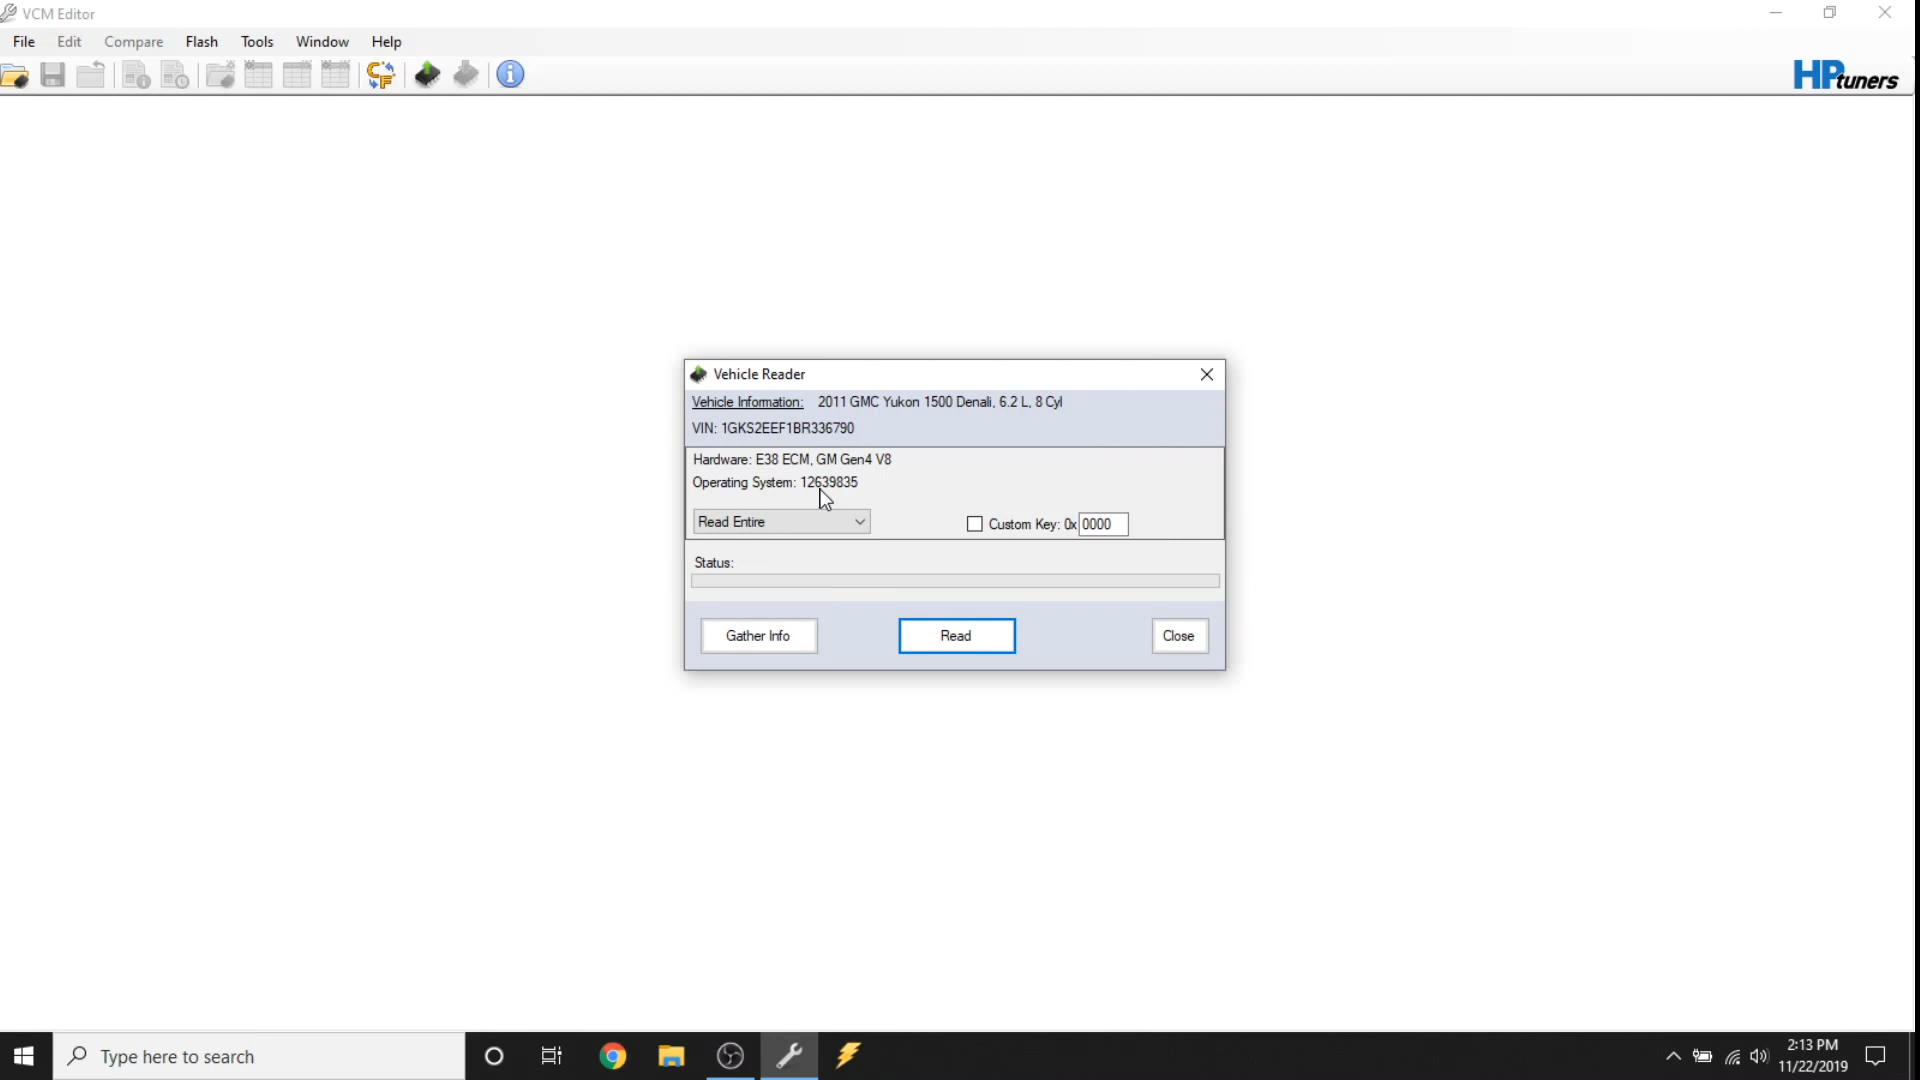 VCM Editor
File Edit Compare Flash Tools Window Help
HPtuners
Vehicle Reader
Vehicle Information: 2011 GMC Yukon 1500 Denali, 6.2 L, 8 Cyl
VIN: 1GKS2EEF1BR336790
Hardware: E38 ECM, GM Gen4 V8
Operating System: 12639835
Read Entire Custom Key: 0x 0000
Status:
Gather Info Read Close
Type here to search
2:13 PM
11/22/2019